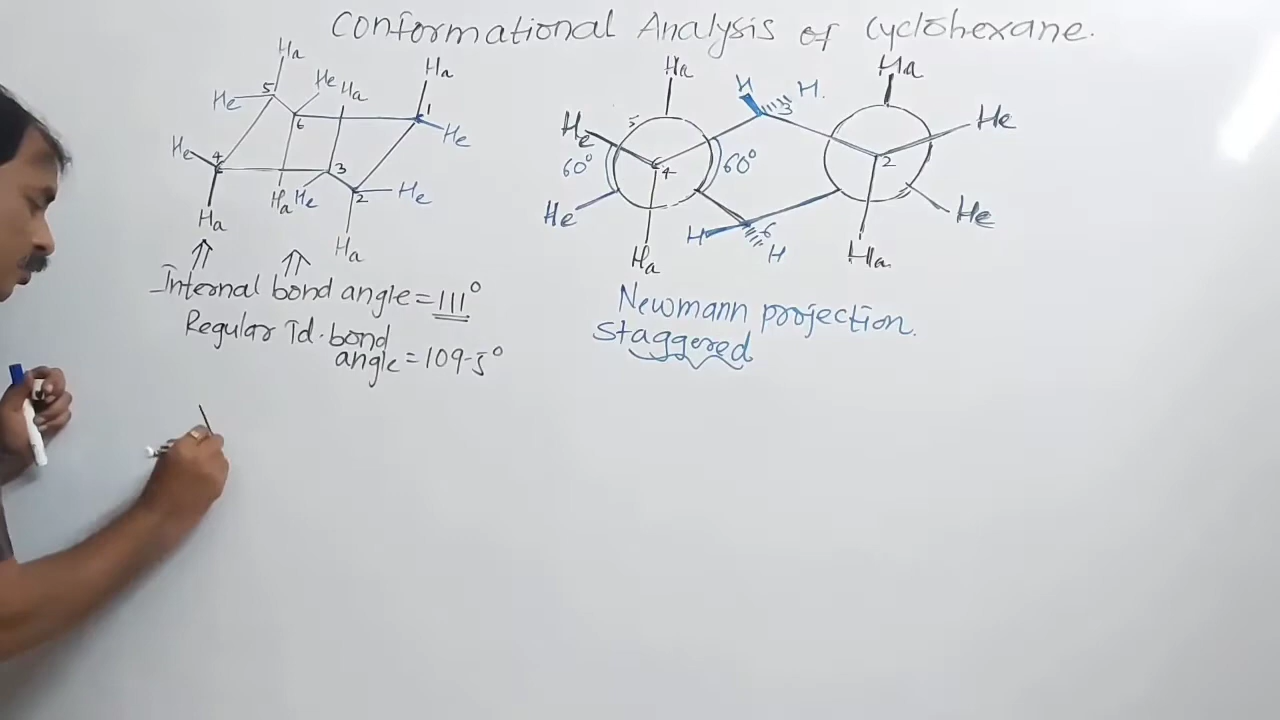 Conformational Analysis of Cyclohexane.
Ha
5
He
He
Ha
6
Ha
1
He
He
4
3
Ha
He
2
He
Ha
Ha
Internal bond angle = 111°
Regular Td. bond
angle = 109.5°
Ha
H
H.
Ha
5
3
He
He
60°
4
60°
2
He
H
6
H
He
Ha
Ha
Newmann projection.
Staggered